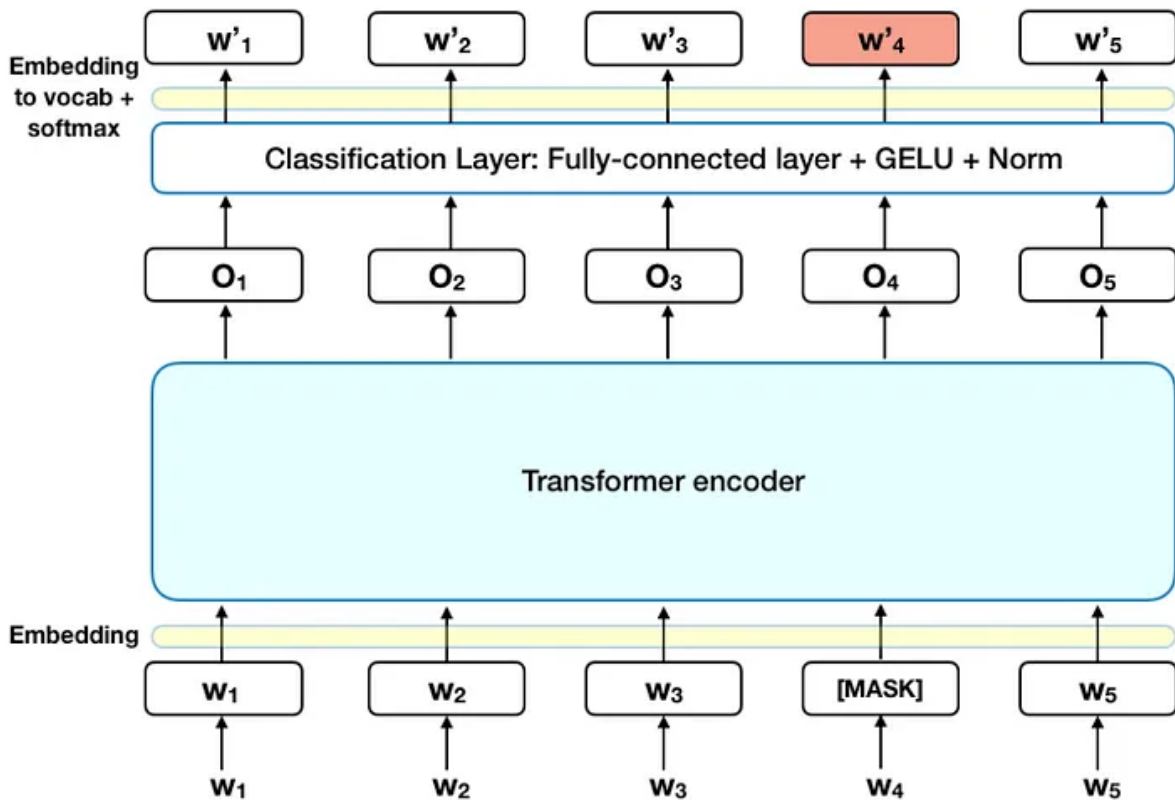 w’₁ w’₂ w’₃ w’₄ w’₅
Embedding
to vocab +
softmax
Classification Layer: Fully-connected layer + GELU + Norm
O₁ O₂ O₃ O₄ O₅
Transformer encoder
Embedding
w₁ w₂ w₃ [MASK] w₅
w₁ w₂ w₃ w₄ w₅